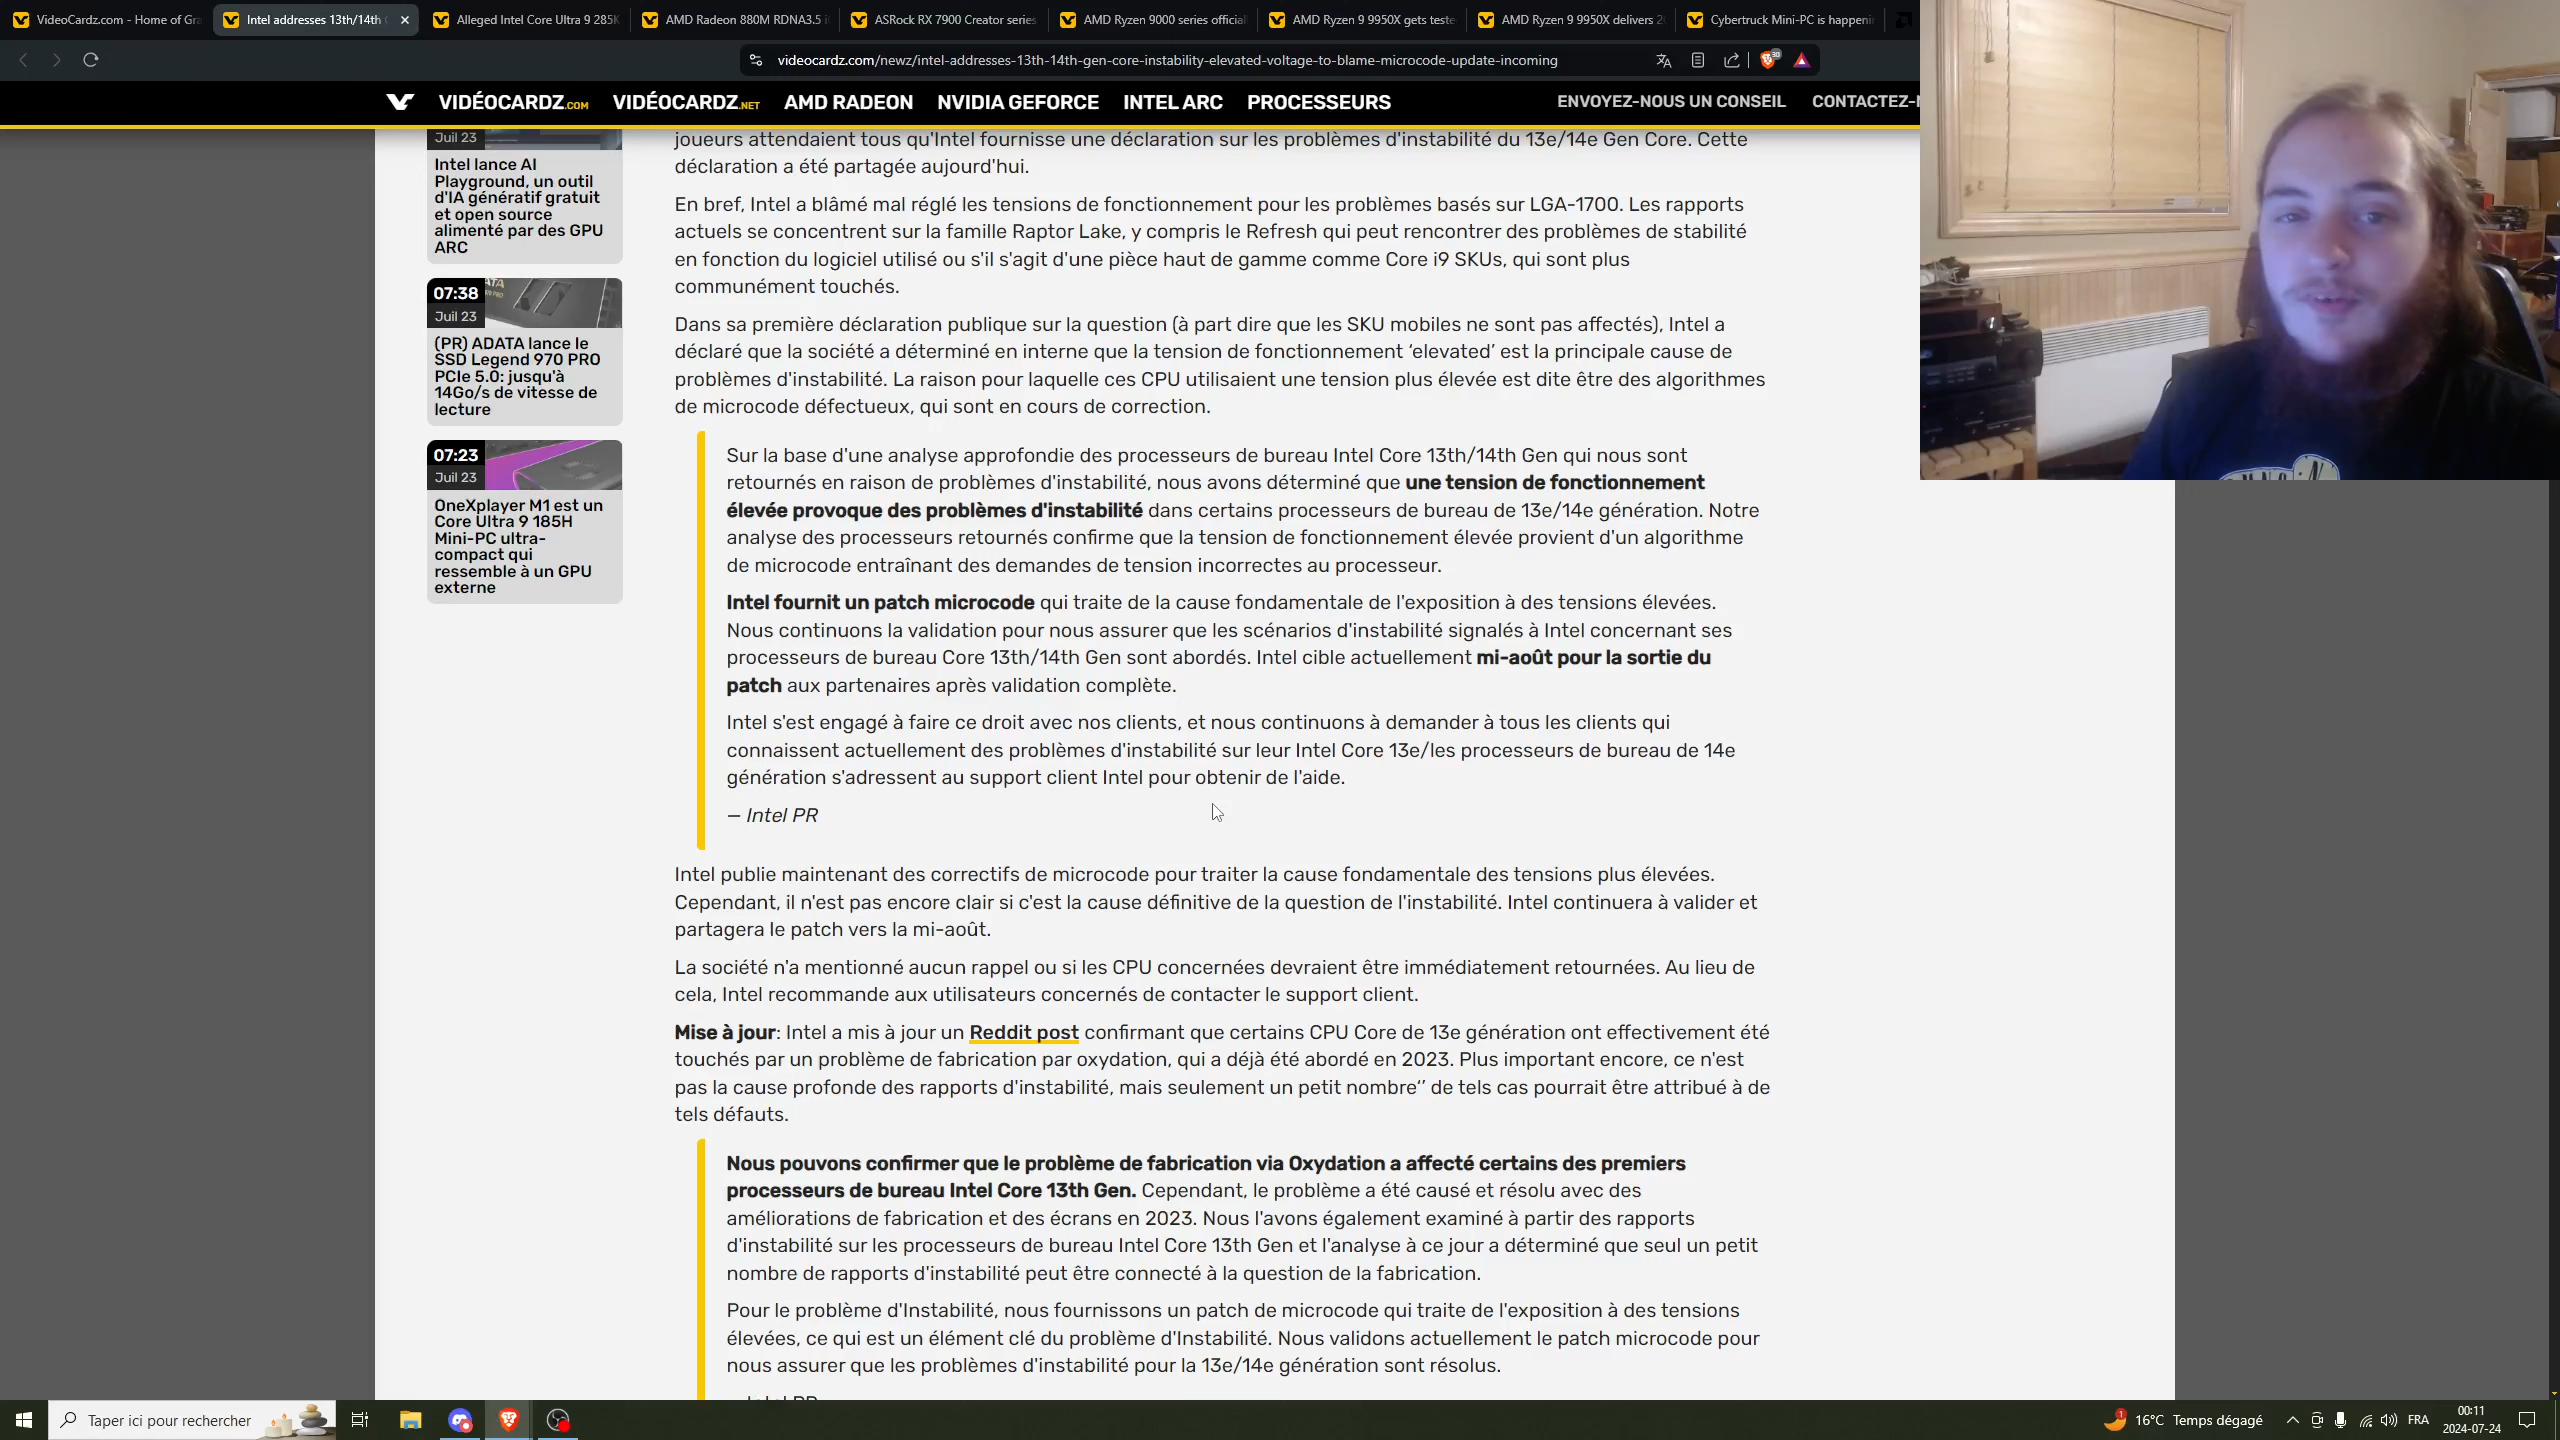 VideoCardz.com - Home of Gra
Intel addresses 13th/14th
Alleged Intel Core Ultra 9 285K
AMD Radeon 880M RDNA3.5 i
ASRock RX 7900 Creator series
AMD Ryzen 9000 series official
AMD Ryzen 9 9950X gets teste
AMD Ryzen 9 9950X delivers 2
Cybertruck Mini-PC is happeni
videocardz.com/newz/intel-addresses-13th-14th-gen-core-instability-elevated-voltage-to-blame-microcode-update-incoming
VIDÉOCARDZ.COM
VIDÉOCARDZ.NET
AMD RADEON
NVIDIA GEFORCE
INTEL ARC
PROCESSEURS
ENVOYEZ-NOUS UN CONSEIL
CONTACTEZ-N
Juil 23
Intel lance AI
Playground, un outil
d'IA génératif gratuit
et open source
alimenté par des GPU
ARC
07:38
Juil 23
(PR) ADATA lance le
SSD Legend 970 PRO
PCIe 5.0: jusqu'à
14Go/s de vitesse de
lecture
07:23
Juil 23
OneXplayer M1 est un
Core Ultra 9 185H
Mini-PC ultra-
compact qui
ressemble à un GPU
externe
joueurs attendaient tous qu'Intel fournisse une déclaration sur les problèmes d'instabilité du 13e/14e Gen Core. Cette
déclaration a été partagée aujourd'hui.
En bref, Intel a blâmé mal réglé les tensions de fonctionnement pour les problèmes basés sur LGA-1700. Les rapports
actuels se concentrent sur la famille Raptor Lake, y compris le Refresh qui peut rencontrer des problèmes de stabilité
en fonction du logiciel utilisé ou s'il s'agit d'une pièce haut de gamme comme Core i9 SKUs, qui sont plus
communément touchés.
Dans sa première déclaration publique sur la question (à part dire que les SKU mobiles ne sont pas affectés), Intel a
déclaré que la société a déterminé en interne que la tension de fonctionnement ‘elevated’ est la principale cause de
problèmes d'instabilité. La raison pour laquelle ces CPU utilisaient une tension plus élevée est dite être des algorithmes
de microcode défectueux, qui sont en cours de correction.
Sur la base d'une analyse approfondie des processeurs de bureau Intel Core 13th/14th Gen qui nous sont
retournés en raison de problèmes d'instabilité, nous avons déterminé que une tension de fonctionnement
élevée provoque des problèmes d'instabilité dans certains processeurs de bureau de 13e/14e génération. Notre
analyse des processeurs retournés confirme que la tension de fonctionnement élevée provient d'un algorithme
de microcode entraînant des demandes de tension incorrectes au processeur.
Intel fournit un patch microcode qui traite de la cause fondamentale de l'exposition à des tensions élevées.
Nous continuons la validation pour nous assurer que les scénarios d'instabilité signalés à Intel concernant ses
processeurs de bureau Core 13th/14th Gen sont abordés. Intel cible actuellement mi-août pour la sortie du
patch aux partenaires après validation complète.
Intel s'est engagé à faire ce droit avec nos clients, et nous continuons à demander à tous les clients qui
connaissent actuellement des problèmes d'instabilité sur leur Intel Core 13e/les processeurs de bureau de 14e
génération s'adressent au support client Intel pour obtenir de l'aide.
— Intel PR
Intel publie maintenant des correctifs de microcode pour traiter la cause fondamentale des tensions plus élevées.
Cependant, il n'est pas encore clair si c'est la cause définitive de la question de l'instabilité. Intel continuera à valider et
partagera le patch vers la mi-août.
La société n'a mentionné aucun rappel ou si les CPU concernées devraient être immédiatement retournées. Au lieu de
cela, Intel recommande aux utilisateurs concernés de contacter le support client.
Mise à jour: Intel a mis à jour un Reddit post confirmant que certains CPU Core de 13e génération ont effectivement été
touchés par un problème de fabrication par oxydation, qui a déjà été abordé en 2023. Plus important encore, ce n'est
pas la cause profonde des rapports d'instabilité, mais seulement un petit nombre‘’ de tels cas pourrait être attribué à de
tels défauts.
Nous pouvons confirmer que le problème de fabrication via Oxydation a affecté certains des premiers
processeurs de bureau Intel Core 13th Gen. Cependant, le problème a été causé et résolu avec des
améliorations de fabrication et des écrans en 2023. Nous l'avons également examiné à partir des rapports
d'instabilité sur les processeurs de bureau Intel Core 13th Gen et l'analyse à ce jour a déterminé que seul un petit
nombre de rapports d'instabilité peut être connecté à la question de la fabrication.
Pour le problème d'Instabilité, nous fournissons un patch de microcode qui traite de l'exposition à des tensions
élevées, ce qui est un élément clé du problème d'Instabilité. Nous validons actuellement le patch microcode pour
nous assurer que les problèmes d'instabilité pour la 13e/14e génération sont résolus.
— Intel PR
Taper ici pour rechercher
16°C Temps dégagé
FRA
00:11
2024-07-24